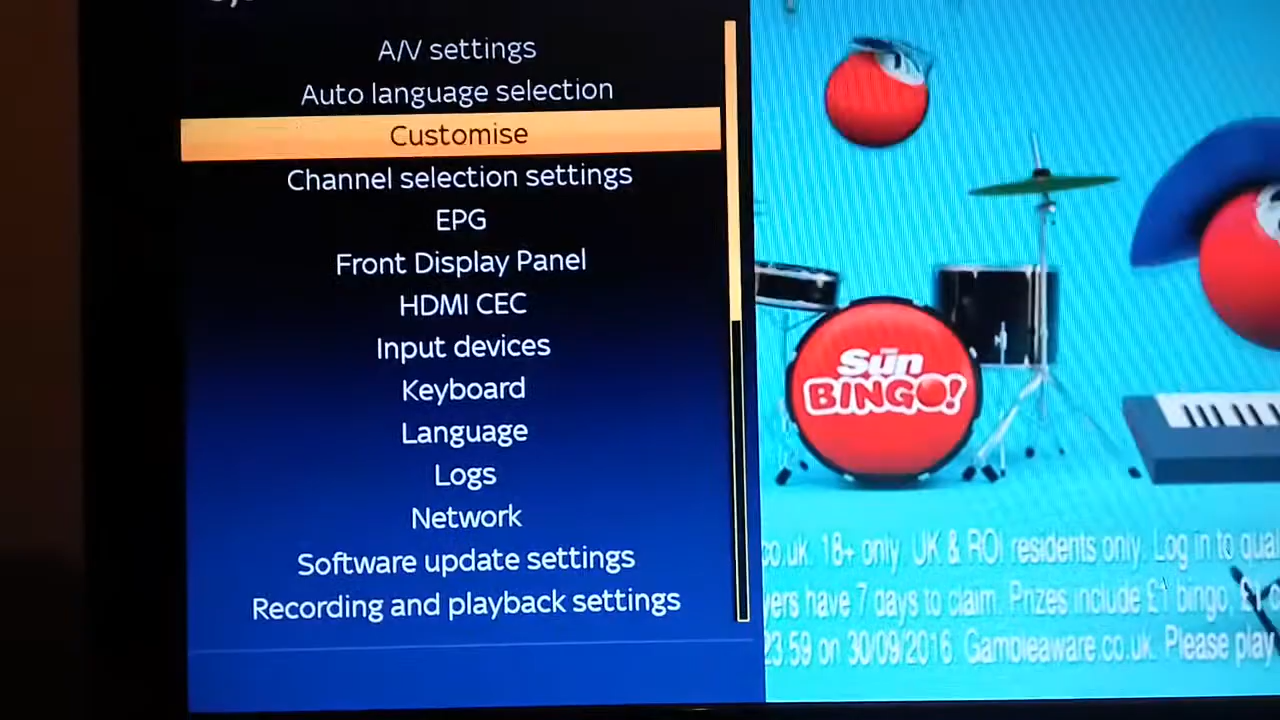 A/V settings
Auto language selection
Customise
Channel selection settings
EPG
Front Display Panel
HDMI CEC
Input devices
Keyboard
Language
Logs
Network
Software update settings
Recording and playback settings
Sun
BINGO!
co.uk. 18+ only. UK & ROI residents only. Log in to
have 7 days to claim. Prizes include £1 bingo,
23:59 on 30/09/2016. Gambleaware.co.uk. Please play